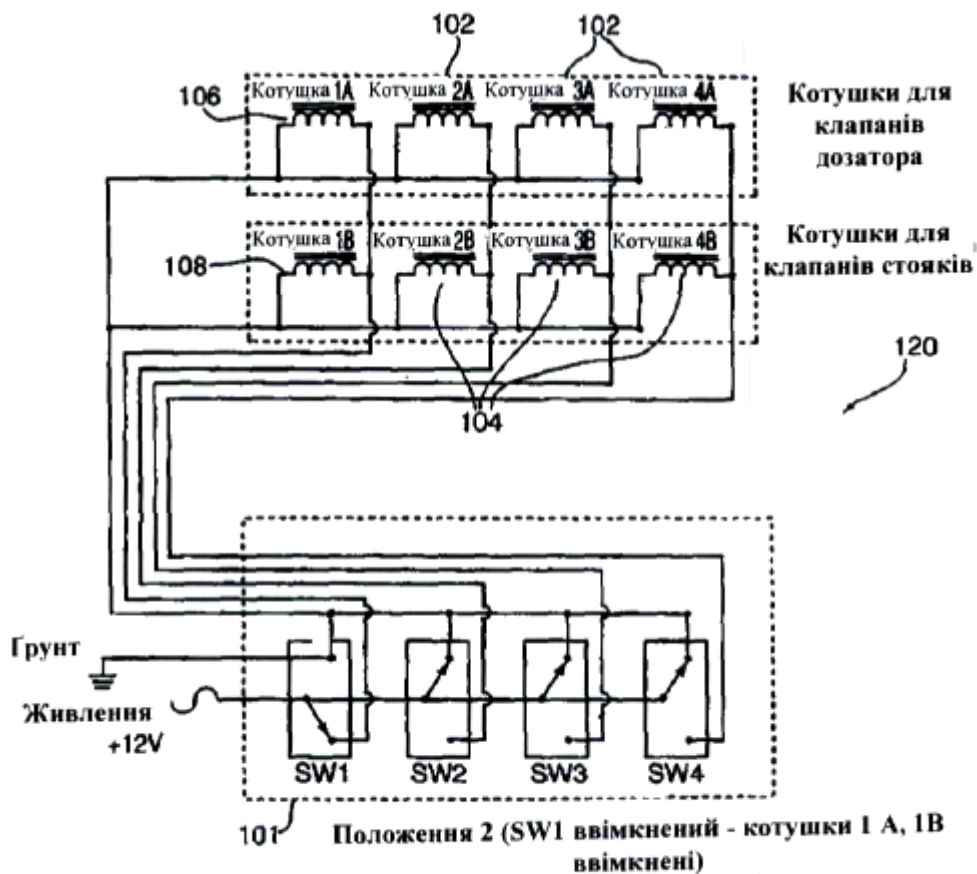 102
102
106
Котушка 1A Котушка 2A Котушка 3A Котушка 4A
Котушки для
клапанів
дозатора
Котушка 1B Котушка 2B Котушка 3B Котушка 4B
108
Котушки для
клапанів стояків
120
104
Ґрунт
Живлення
+12V
SW1 SW2 SW3 SW4
101
Положення 2 (SW1 ввімкнений - котушки 1 А, 1В
ввімкнені)